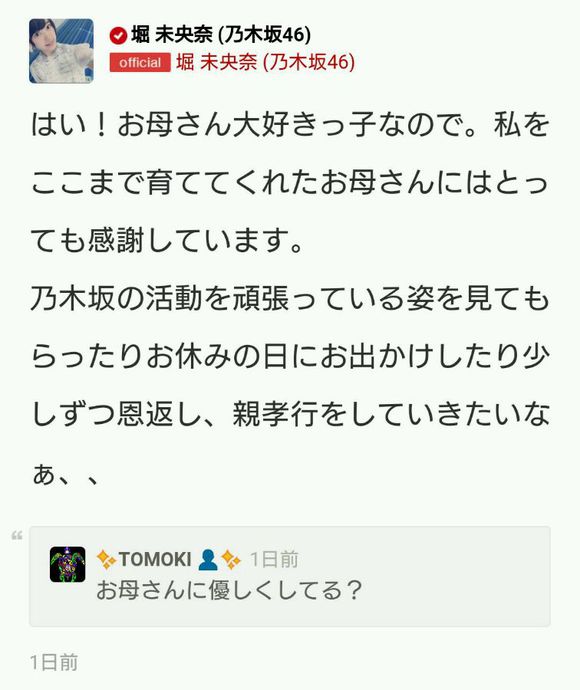 堀 未央奈 (乃木坂46)
official 堀 未央奈 (乃木坂46)
はい！お母さん大好きっ子なので。私を
ここまで育ててくれたお母さんにはとっ
ても感謝しています。
乃木坂の活動を頑張っている姿を見ても
らったりお休みの日にお出かけしたり少
しずつ恩返し、親孝行をしていきたいな
ぁ、、
✨TOMOKI 👤✨ 1日前
お母さんに優しくしてる？
1日前